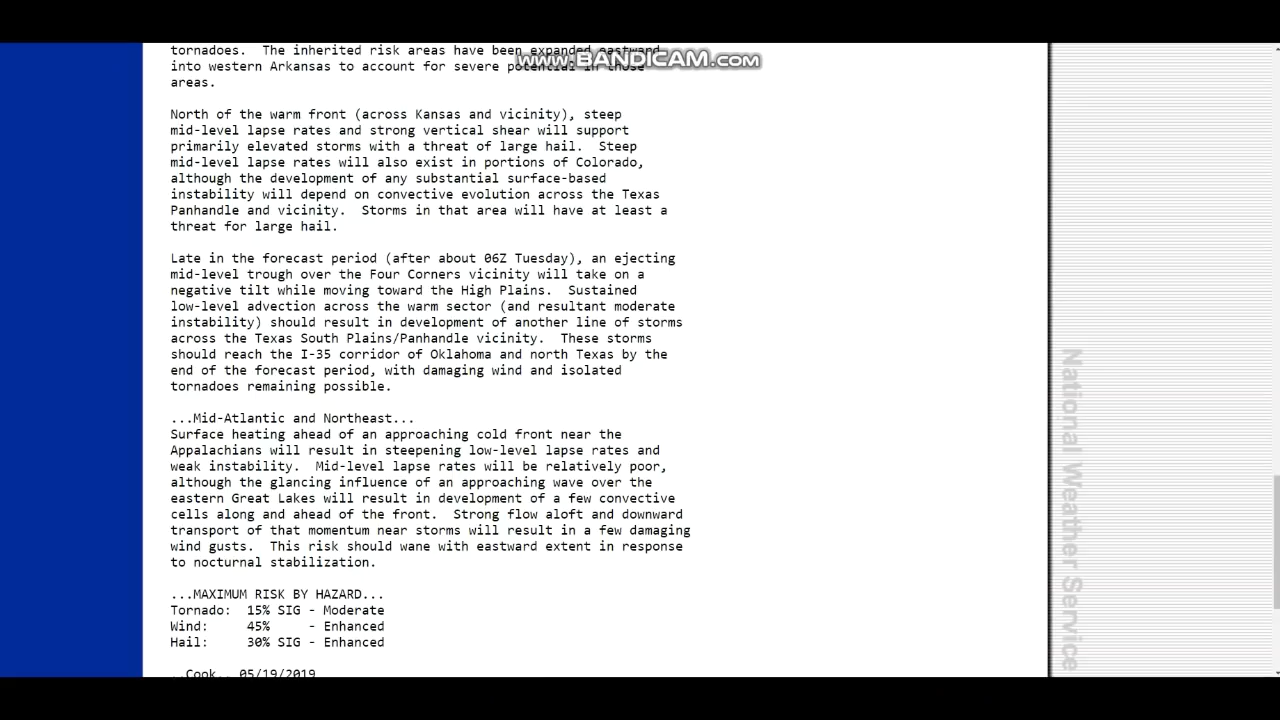 tornadoes.  The inherited risk areas have been expanded eastward
www.BANDICAM.com
into western Arkansas to account for severe potential in those
areas.
North of the warm front (across Kansas and vicinity), steep
mid-level lapse rates and strong vertical shear will support
primarily elevated storms with a threat of large hail.  Steep
mid-level lapse rates will also exist in portions of Colorado,
although the development of any substantial surface-based
instability will depend on convective evolution across the Texas
Panhandle and vicinity.  Storms in that area will have at least a
threat for large hail.
Late in the forecast period (after about 06Z Tuesday), an ejecting
mid-level trough over the Four Corners vicinity will take on a
negative tilt while moving toward the High Plains.  Sustained
low-level advection across the warm sector (and resultant moderate
instability) should result in development of another line of storms
across the Texas South Plains/Panhandle vicinity.  These storms
should reach the I-35 corridor of Oklahoma and north Texas by the
end of the forecast period, with damaging wind and isolated
tornadoes remaining possible.
...Mid-Atlantic and Northeast...
Surface heating ahead of an approaching cold front near the
Appalachians will result in steepening low-level lapse rates and
weak instability.  Mid-level lapse rates will be relatively poor,
although the glancing influence of an approaching wave over the
eastern Great Lakes will result in development of a few convective
cells along and ahead of the front.  Strong flow aloft and downward
transport of that momentum near storms will result in a few damaging
wind gusts.  This risk should wane with eastward extent in response
to nocturnal stabilization.
...MAXIMUM RISK BY HAZARD...
Tornado:  15% SIG - Moderate
Wind:     45%     - Enhanced
Hail:     30% SIG - Enhanced
..Cook.. 05/19/2019
National Weather Service